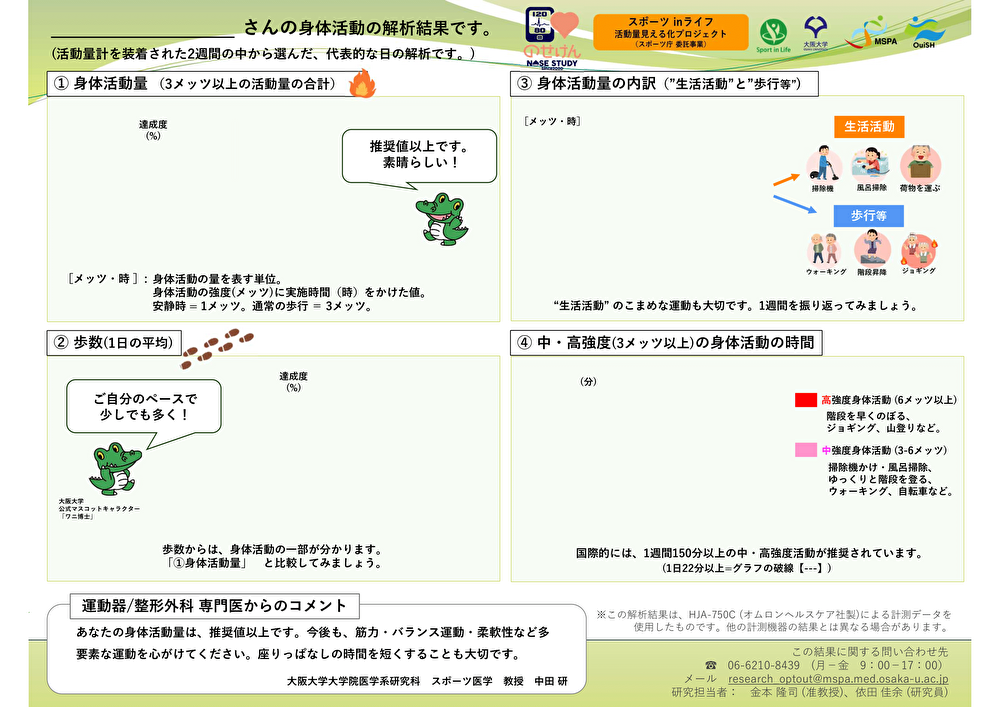 さんの身体活動の解析結果です。
(活動量計を装着された2週間の中から選んだ、代表的な日の解析です。)
120
80
のせけん
NOSE STUDY
スポーツ inライフ
活動量見える化プロジェクト
(スポーツ庁 委託事業)
Sport in Life
大阪大学
MSPA
OuiSH
① 身体活動量 (3メッツ以上の活動量の合計)
達成度
(%)
推奨値以上です。
素晴らしい！
[メッツ・時 ]：身体活動の量を表す単位。
身体活動の強度(メッツ)に実施時間（時）をかけた値。
安静時 = 1メッツ。通常の歩行 = 3メッツ。
② 歩数(1日の平均)
達成度
(%)
ご自分のペースで
少しでも多く！
大阪大学
公式マスコットキャラクター
「ワニ博士」
歩数からは、身体活動の一部が分かります。
「①身体活動量」　と比較してみましょう。
③ 身体活動量の内訳（”生活活動”と”歩行等”）
[メッツ・時]
生活活動
掃除機
風呂掃除
荷物を運ぶ
歩行等
ウォーキング
階段昇降
ジョギング
“生活活動” のこまめな運動も大切です。1週間を振り返ってみましょう。
④ 中・高強度(3メッツ以上)の身体活動の時間
(分)
高強度身体活動 (6メッツ以上)
階段を早くのぼる、
ジョギング、山登りなど。
中強度身体活動 (3-6メッツ)
掃除機かけ・風呂掃除、
ゆっくりと階段を登る、
ウォーキング、自転車など。
国際的には、1週間150分以上の中・高強度活動が推奨されています。
(1日22分以上=グラフの破線【---】)
運動器/整形外科 専門医からのコメント
あなたの身体活動量は、推奨値以上です。今後も、筋力・バランス運動・柔軟性など多
要素な運動を心がけてください。座りっぱなしの時間を短くすることも大切です。
大阪大学大学院医学系研究科　スポーツ医学　教授　中田 研
※この解析結果は、HJA-750C (オムロンヘルスケア社製)による計測データを
使用したものです。他の計測機器の結果とは異なる場合があります。
この結果に関する問い合わせ先
☎　06-6210-8439　(月－金　9：00－17：00)
メール　research_optout@mspa.med.osaka-u.ac.jp
研究担当者：　金本 隆司 (准教授)、依田 佳余 (研究員)